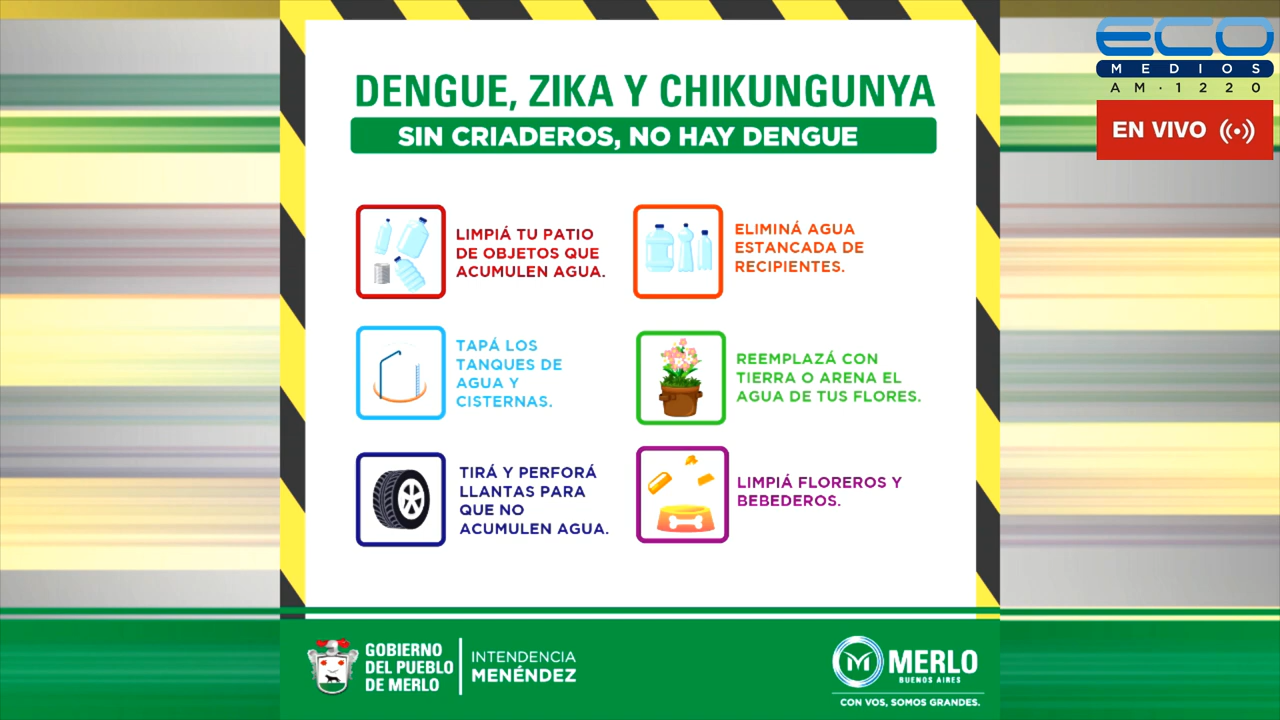 ECO
MEDIOS
AM·1220
EN VIVO
DENGUE, ZIKA Y CHIKUNGUNYA
SIN CRIADEROS, NO HAY DENGUE
LIMPIÁ TU PATIO
DE OBJETOS QUE
ACUMULEN AGUA.
ELIMINÁ AGUA
ESTANCADA DE
RECIPIENTES.
TAPÁ LOS
TANQUES DE
AGUA Y
CISTERNAS.
REEMPLAZÁ CON
TIERRA O ARENA EL
AGUA DE TUS FLORES.
TIRÁ Y PERFORÁ
LLANTAS PARA
QUE NO
ACUMULEN AGUA.
LIMPIÁ FLOREROS Y
BEBEDEROS.
GOBIERNO
DEL PUEBLO
DE MERLO
INTENDENCIA
MENÉNDEZ
MERLO
BUENOS AIRES
CON VOS, SOMOS GRANDES.